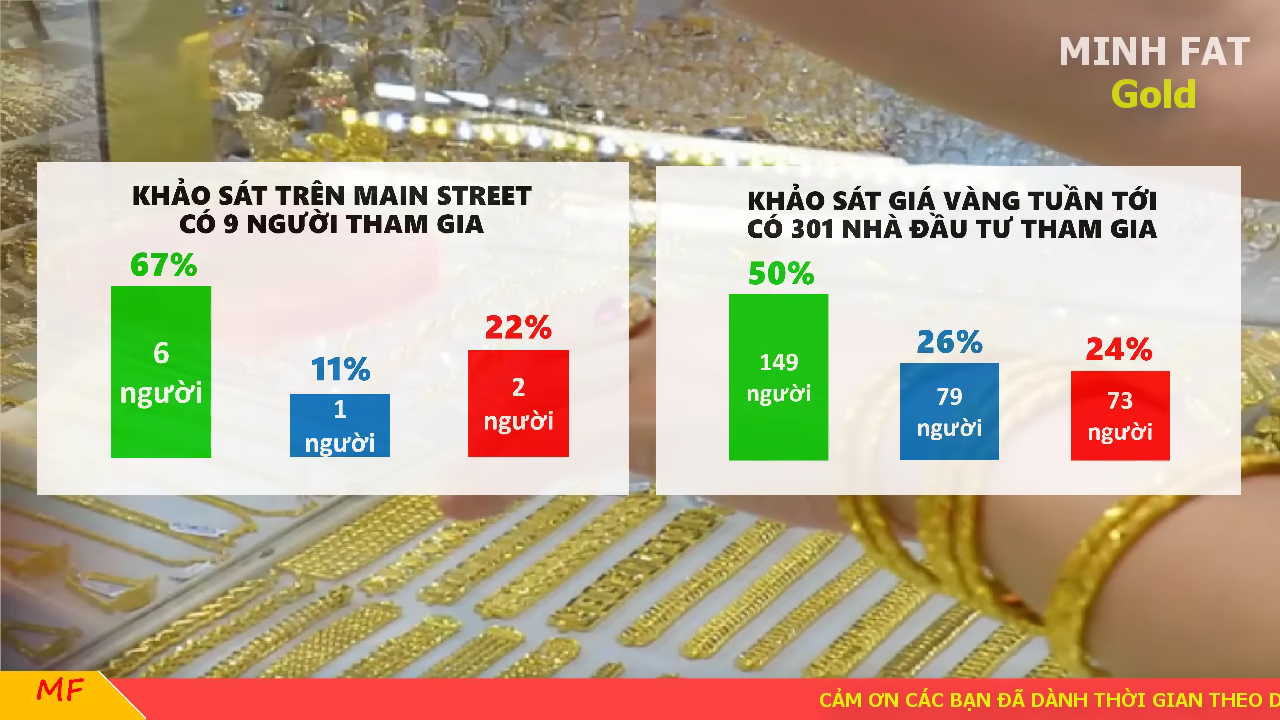 MINH FAT
Gold
KHẢO SÁT TRÊN MAIN STREET
CÓ 9 NGƯỜI THAM GIA
67%
6
người
11%
1
người
22%
2
người
KHẢO SÁT GIÁ VÀNG TUẦN TỚI
CÓ 301 NHÀ ĐẦU TƯ THAM GIA
50%
149
người
26%
79
người
24%
73
người
MF
CẢM ƠN CÁC BẠN ĐÃ DÀNH THỜI GIAN THEO D